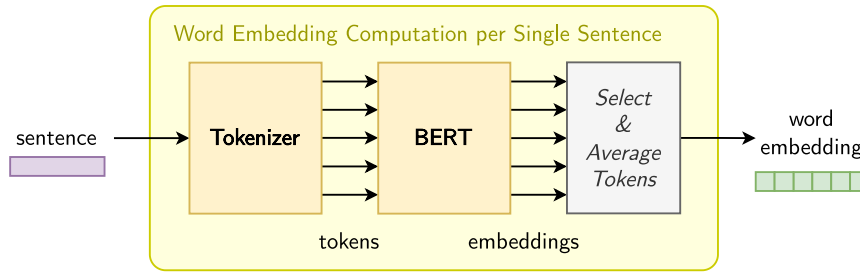 Word Embedding Computation per Single Sentence
sentence
Tokenizer
BERT
Select
&
Average
Tokens
word
embedding
tokens
embeddings